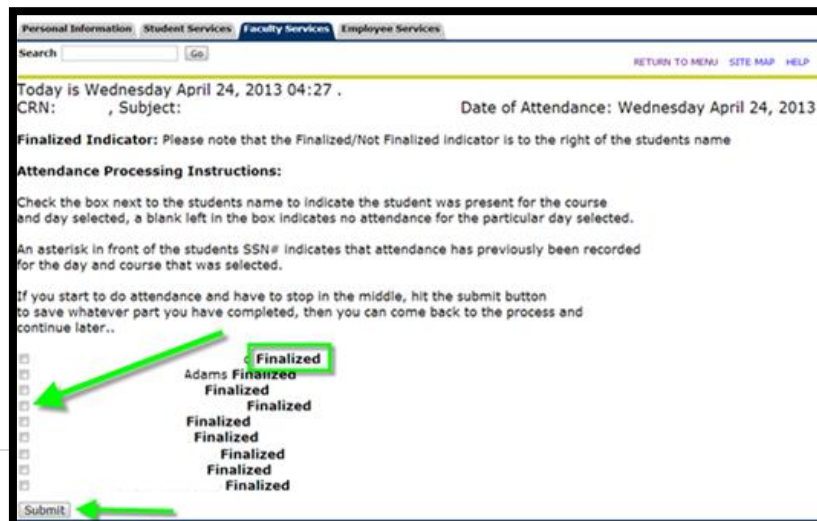 Personal Information Student Services Faculty Services Employee Services
Search Go
RETURN TO MENU SITE MAP HELP
Today is Wednesday April 24, 2013 04:27 .
CRN: , Subject: Date of Attendance: Wednesday April 24, 2013
Finalized Indicator: Please note that the Finalized/Not Finalized indicator is to the right of the students name
Attendance Processing Instructions:
Check the box next to the students name to indicate the student was present for the course
and day selected, a blank left in the box indicates no attendance for the particular day selected.
An asterisk in front of the students SSN# indicates that attendance has previously been recorded
for the day and course that was selected.
If you start to do attendance and have to stop in the middle, hit the submit button
to save whatever part you have completed, then you can come back to the process and
continue later..
Finalized
Adams Finalized
Finalized
Finalized
Finalized
Finalized
Finalized
Finalized
Finalized
Submit